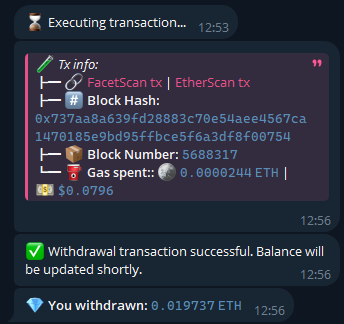 ⏳ Executing transaction... 12:53
🧪 Tx info:
├─ 🔗 FacetScan tx | EtherScan tx
├─ #️⃣ Block Hash:
0x737aa8a639fd28883c70e54aee4567ca
1470185e9bd95ffbce5f6a3df8f00754
├─ 📦 Block Number: 5688317
└─ ⛽ Gas spent:: 🪙 0.0000244 ETH |
💵 $0.0796
12:56
✅ Withdrawal transaction successful. Balance will
be updated shortly. 12:56
💎 You withdrawn: 0.019737 ETH 12:56